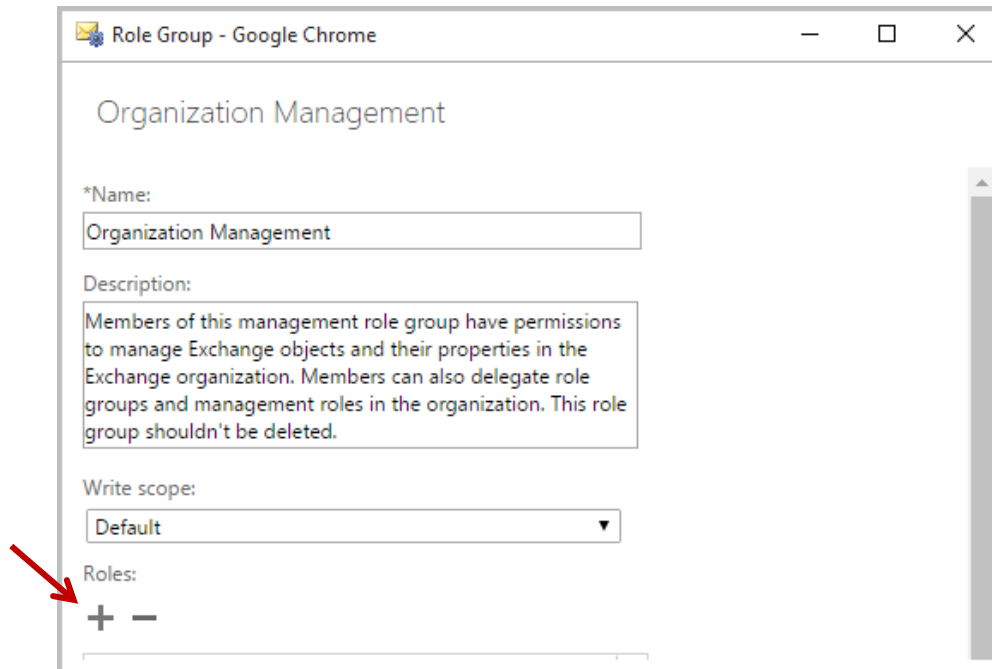 Role Group - Google Chrome
Organization Management
*Name:
Organization Management
Description:
Members of this management role group have permissions
to manage Exchange objects and their properties in the
Exchange organization. Members can also delegate role
groups and management roles in the organization. This role
group shouldn't be deleted.
Write scope:
Default
Roles: